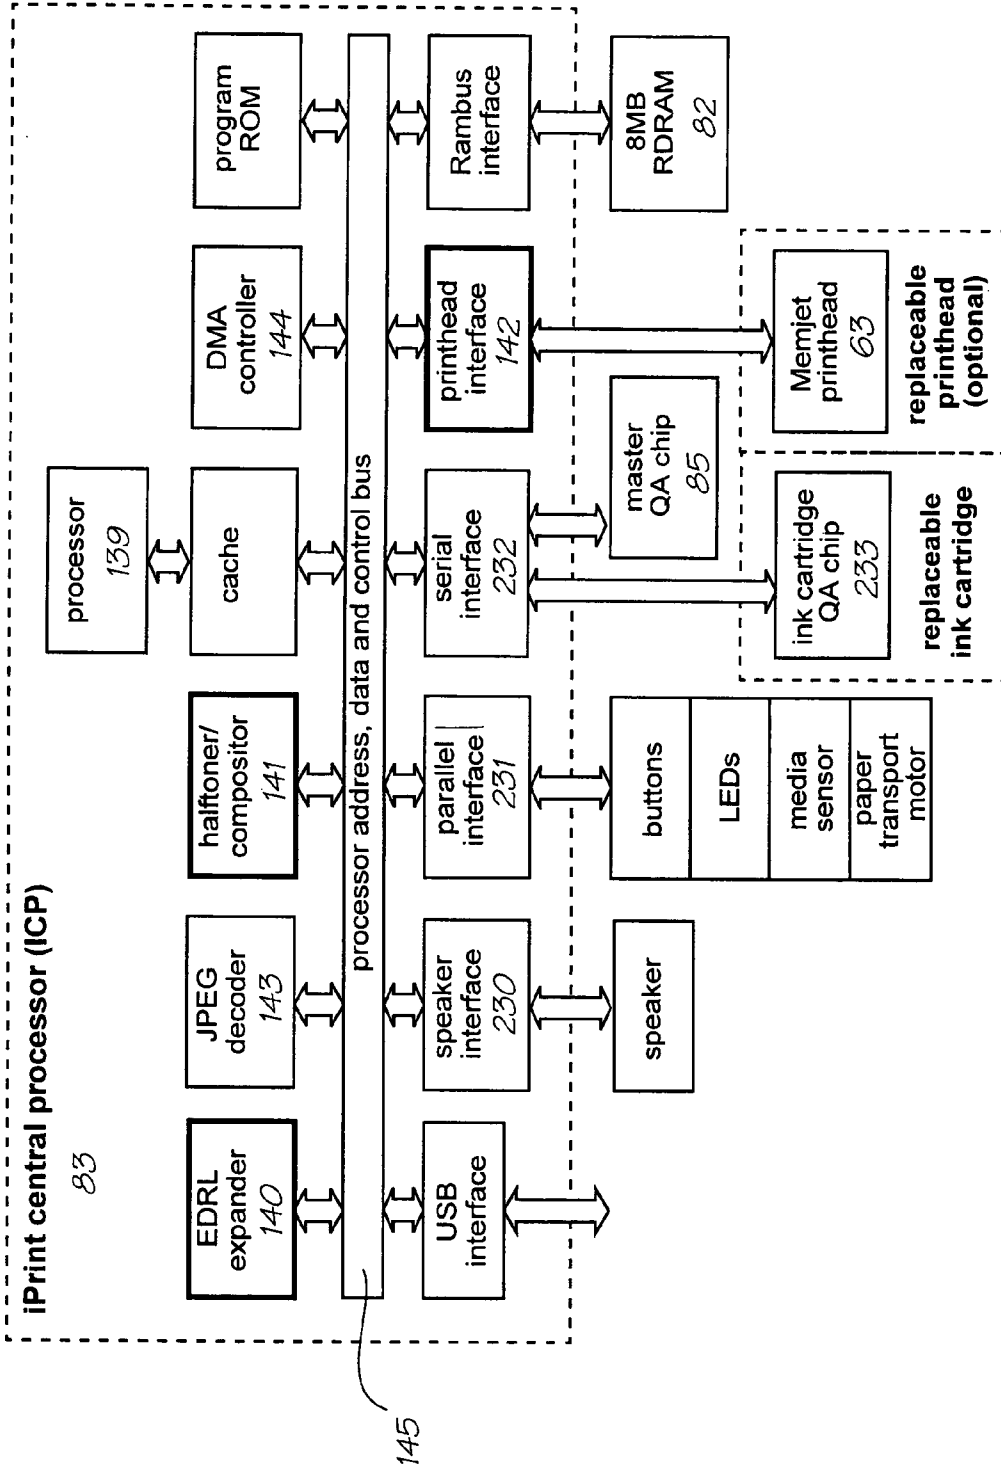 iPrint central processor (ICP)
83
processor
139
EDRL
expander
140
JPEG
decoder
143
halftoner/
compositor
141
cache
DMA
controller
144
program
ROM
processor address, data and control bus
145
USB
interface
speaker
interface
230
parallel
interface
231
serial
interface
232
printhead
interface
142
Rambus
interface
speaker
buttons
LEDs
media
sensor
paper
transport
motor
master
QA chip
85
8MB
RDRAM
82
ink cartridge
QA chip
233
replaceable
ink cartridge
Memjet
printhead
63
replaceable
printhead
(optional)